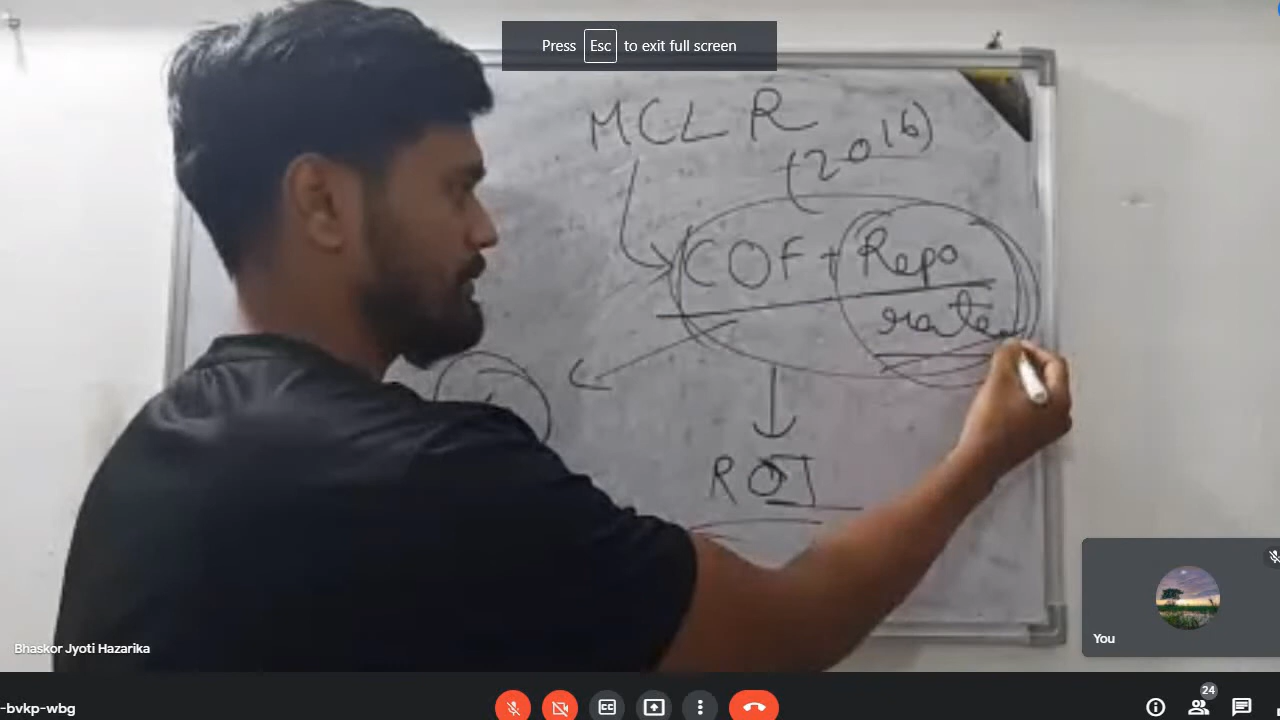 Press Esc to exit full screen
MCLR
(2016)
COF + Repo
rate
ROI
Bhaskor Jyoti Hazarika
You
-bvkp-wbg
CC
24